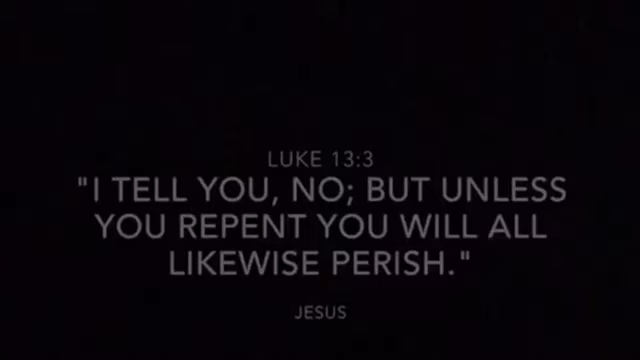 LUKE 13:3
"I TELL YOU, NO; BUT UNLESS
YOU REPENT YOU WILL ALL
LIKEWISE PERISH."
JESUS